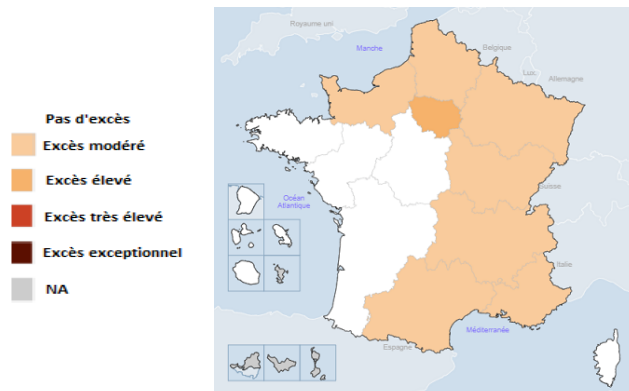 Pas d'excès
Excès modéré
Excès élevé
Excès très élevé
Excès exceptionnel
NA
Royaume uni
Manche
Belgique
Lux.
Allemagne
Suisse
Océan
Atlantique
Italie
Méditerranée
Espagne